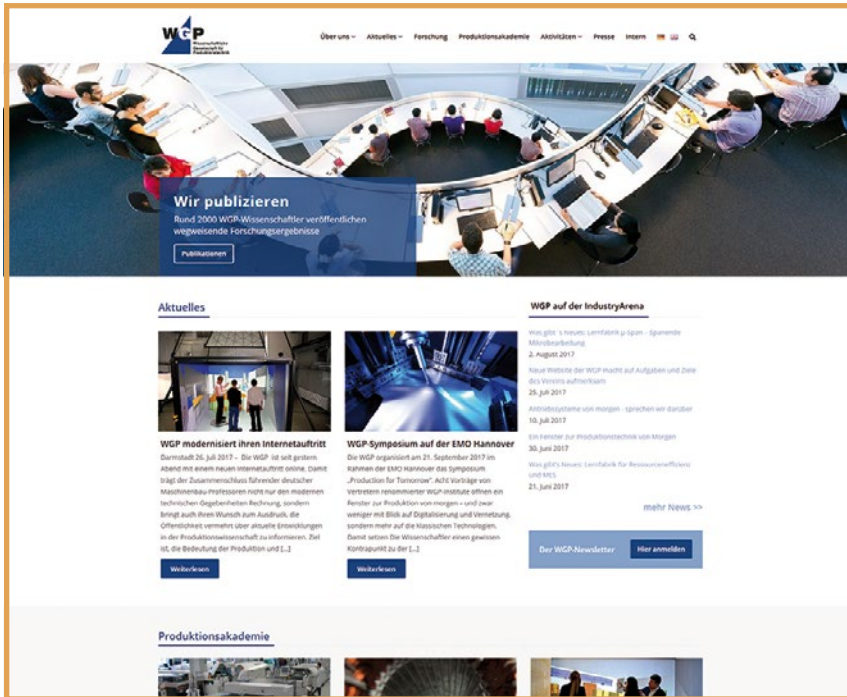 WGP
Wissenschaftliche
Gesellschaft für
Produktionstechnik
Über uns Aktuelles Forschung Produktionsakademie Aktivitäten Presse Intern
Wir publizieren
Rund 2000 WGP-Wissenschaftler veröffentlichen
wegweisende Forschungsergebnisse
Publikationen
Aktuelles
WGP modernisiert ihren Internetauftritt
Darmstadt 26. Juli 2017 – Die WGP ist seit gestern
Abend mit einem neuen Internetauftritt online. Damit
trägt der Zusammenschluss führender deutscher
Maschinenbau-Professoren nicht nur den modernen
technischen Gegebenheiten Rechnung, sondern
bringt auch ihren Wunsch zum Ausdruck, die
Öffentlichkeit vermehrt über aktuelle Entwicklungen
in der Produktionswissenschaft zu informieren. Ziel
ist, die Bedeutung der Produktion und [...]
Weiterlesen
WGP-Symposium auf der EMO Hannover
Die WGP organisiert am 21. September 2017 im
Rahmen der EMO Hannover das Symposium
„Production for Tomorrow“. Acht Vorträge von
Vertretern renommierter WGP-Institute öffnen ein
Fenster zur Produktion von morgen – und zwar
weniger mit Blick auf Digitalisierung und Vernetzung,
sondern mehr auf die klassischen Technologien.
Damit setzen die Wissenschaftler einen gewissen
Kontrapunkt zu der [...]
Weiterlesen
WGP auf der IndustryArena
Was gibt´s Neues: Lernfabrik µ-Span - Spanende
Mikrobearbeitung
2. August 2017
Neue Website der WGP macht auf Aufgaben und Ziele
des Vereins aufmerksam
25. Juli 2017
Antriebssysteme von morgen - sprechen wir darüber
10. Juli 2017
Ein Fenster zur Produktionstechnik von Morgen
30. Juni 2017
Was gibt's Neues: Lernfabrik für Ressourceneffizienz
und MES
21. Juni 2017
mehr News >>
Der WGP-Newsletter Hier anmelden
Produktionsakademie